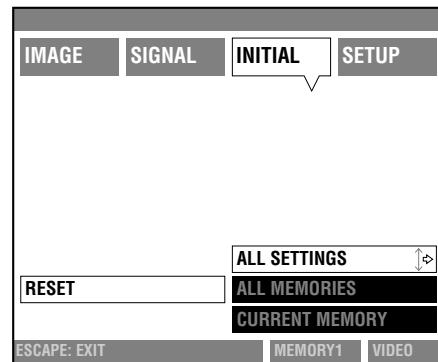 IMAGE SIGNAL INITIAL SETUP
ALL SETTINGS
RESET ALL MEMORIES
CURRENT MEMORY
ESCAPE: EXIT MEMORY1 VIDEO